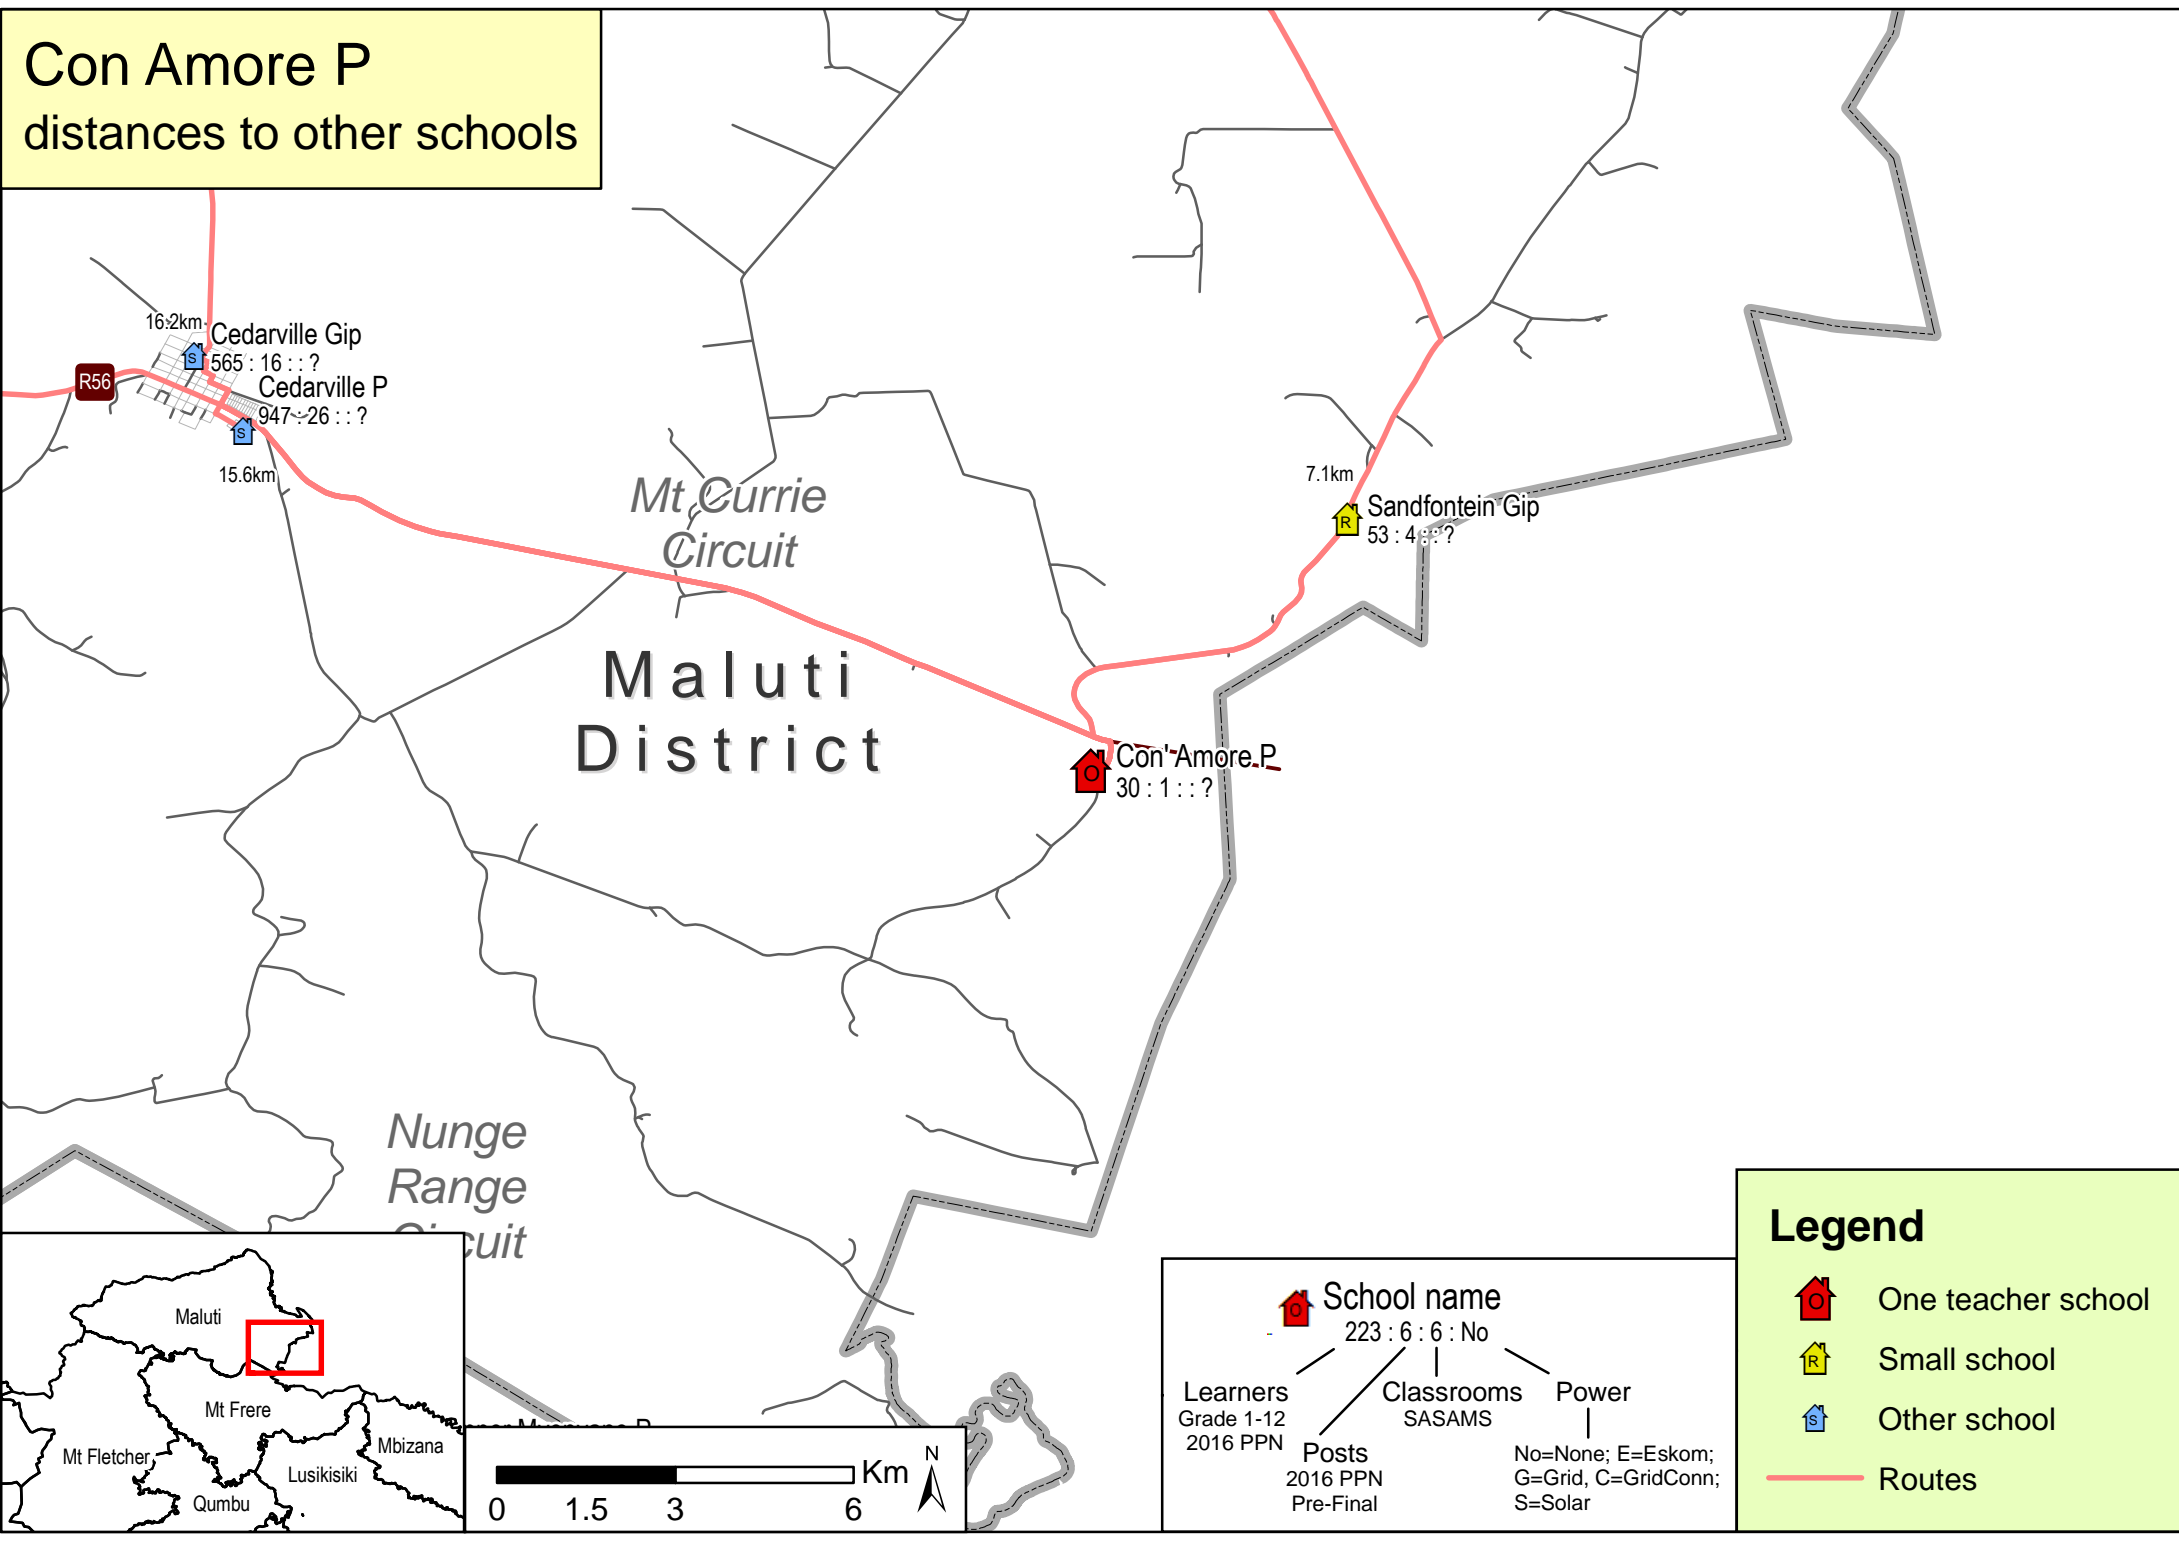 Con Amore P
distances to other schools
16.2km
Cedarville Gip
565 : 16 : : ?
R56
Cedarville P
947 : 26 : : ?
15.6km
Mt Currie
Circuit
7.1km
Sandfontein Gip
53 : 4 : : ?
Maluti
District
Con' Amore P
30 : 1 : : ?
Nunge
Range
Circuit
Maluti
Mt Frere
Mt Fletcher
Mbizana
Lusikisiki
Qumbu
Km
0 1.5 3 6
N
School name
223 : 6 : 6 : No
Learners
Grade 1-12
2016 PPN
Posts
2016 PPN
Pre-Final
Classrooms
SASAMS
Power
No=None; E=Eskom;
G=Grid, C=GridConn;
S=Solar
Legend
O One teacher school
R Small school
S Other school
Routes